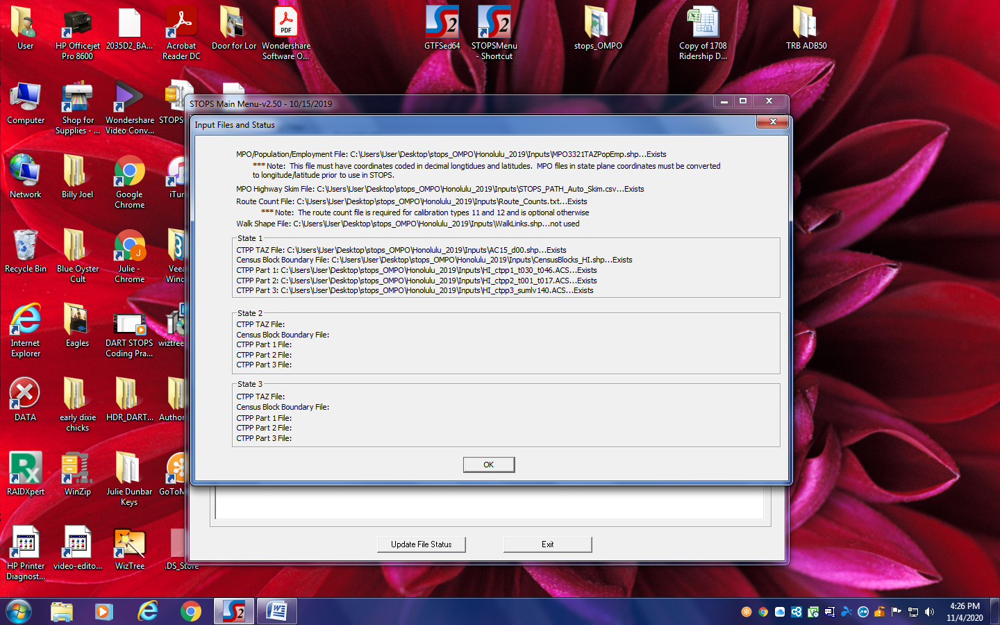 User
HP Officejet
Pro 8600
2035D2_BA...
Acrobat
Reader DC
Door for Lor
Wondershare
Software O...
GTFSed64
STOPSMenu
- Shortcut
stops_OMPO
Copy of 1708
Ridership D...
TRB ADB50
Computer
Shop for
Supplies - ...
Wondershare
Video Conv...
STOPS
Network
Billy Joel
Google
Chrome
iTun
Recycle Bin
Blue Oyster
Cult
Julie -
Chrome
Veea
Winc
Internet
Explorer
Eagles
DART STOPS
Coding Pra...
wiztree
DATA
early dixie
chicks
HDR_DART...
Author
RAIDXpert
WinZip
Julie Dunbar
Keys
GoToM
HP Printer
Diagnost...
video-edito...
WizTree
.DS_Store
STOPS Main Menu-v2.50 - 10/15/2019
Input Files and Status
MPO/Population/Employment File: C:\Users\User\Desktop\stops_OMPO\Honolulu_2019\Inputs\MPO3321TAZPopEmp.shp...Exists
*** Note: This file must have coordinates coded in decimal longtidues and latitudes. MPO files in state plane coordinates must be converted
to longitude/latitude prior to use in STOPS.
MPO Highway Skim File: C:\Users\User\Desktop\stops_OMPO\Honolulu_2019\Inputs\STOPS_PATH_Auto_Skim.csv...Exists
Route Count File: C:\Users\User\Desktop\stops_OMPO\Honolulu_2019\Inputs\Route_Counts.txt...Exists
*** Note: The route count file is required for calibration types 11 and 12 and is optional otherwise
Walk Shape File: C:\Users\User\Desktop\stops_OMPO\Honolulu_2019\Inputs\WalkLinks.shp...not used
State 1
CTPP TAZ File: C:\Users\User\Desktop\stops_OMPO\Honolulu_2019\Inputs\AC15_d00.shp...Exists
Census Block Boundary File: C:\Users\User\Desktop\stops_OMPO\Honolulu_2019\Inputs\CensusBlocks_HI.shp...Exists
CTPP Part 1: C:\Users\User\Desktop\stops_OMPO\Honolulu_2019\Inputs\HI_ctpp1_t030_t046.ACS...Exists
CTPP Part 2: C:\Users\User\Desktop\stops_OMPO\Honolulu_2019\Inputs\HI_ctpp2_t001_t017.ACS...Exists
CTPP Part 3: C:\Users\User\Desktop\stops_OMPO\Honolulu_2019\Inputs\HI_ctpp3_sumlv140.ACS...Exists
State 2
CTPP TAZ File:
Census Block Boundary File:
CTPP Part 1 File:
CTPP Part 2 File:
CTPP Part 3 File:
State 3
CTPP TAZ File:
Census Block Boundary File:
CTPP Part 1 File:
CTPP Part 2 File:
CTPP Part 3 File:
OK
Update File Status
Exit
4:26 PM
11/4/2020